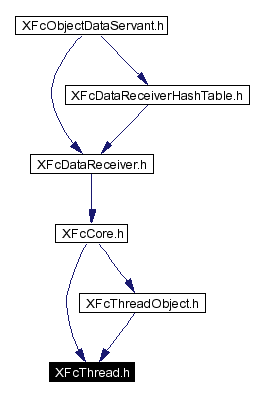 XFcObjectDataServant.h
XFcDataReceiverHashTable.h
XFcDataReceiver.h
XFcCore.h
XFcThreadObject.h
XFcThread.h